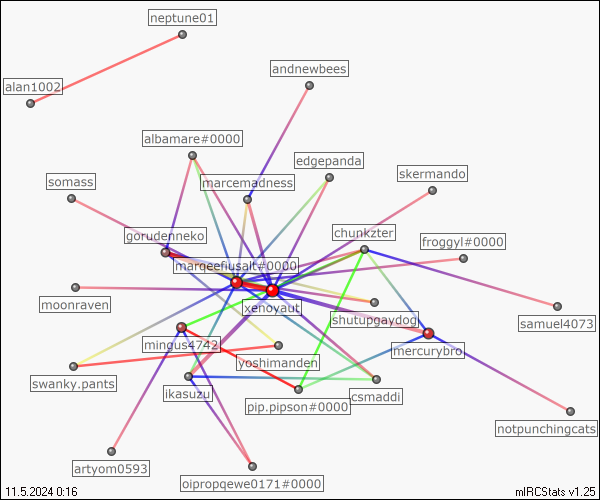 neptune01
alan1002
andnewbees
albamare#0000
edgepanda
skermando
somass
marcemadness
gorudenneko
chunkzter
froggyl#0000
marqeefiusalt#0000
moonraven
xenoyaut
shutupgaydog
samuel4073
mingus4742
mercurybro
yoshimanden
swanky.pants
ikasuzu
csmaddi
pip.pipson#0000
notpunchingcats
artyom0593
oipropqewe0171#0000
11.5.2024 0:16
mIRCStats v1.25